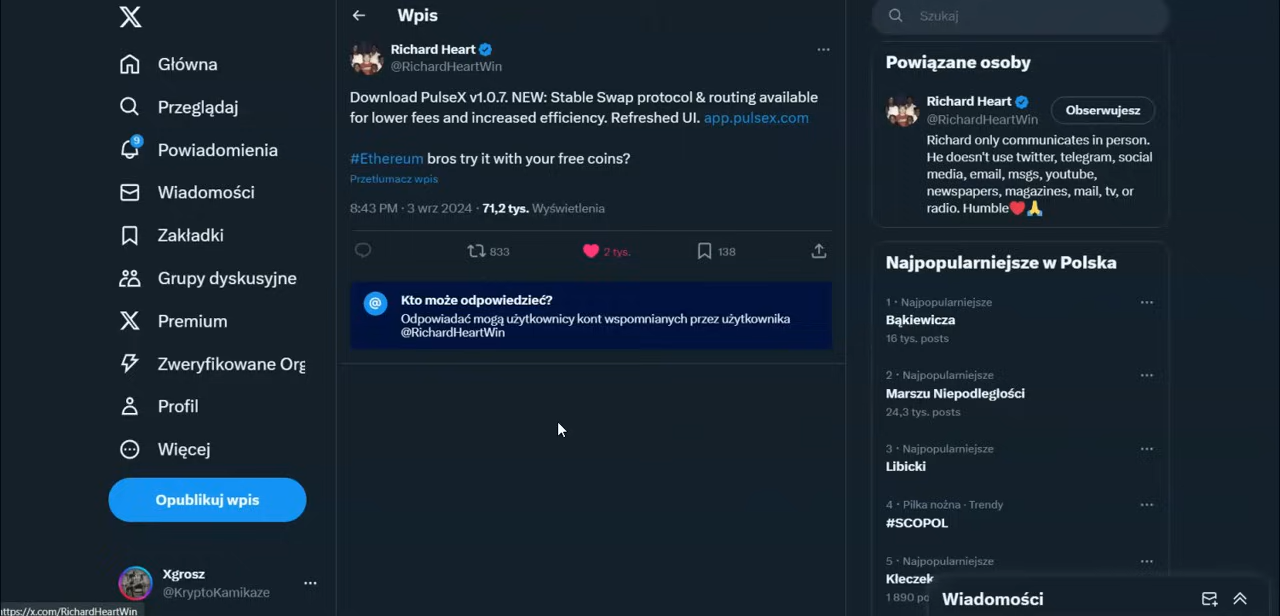 Główna
Przeglądaj
9
Powiadomienia
Wiadomości
Zakładki
Grupy dyskusyjne
Premium
Zweryfikowane Org
Profil
Więcej
Opublikuj wpis
Xgrosz
@KryptoKamikaze
https://x.com/RichardHeartWin
Wpis
Richard Heart
@RichardHeartWin
Download PulseX v1.0.7. NEW: Stable Swap protocol & routing available
for lower fees and increased efficiency. Refreshed UI. app.pulsex.com
#Ethereum bros try it with your free coins?
Przetłumacz wpis
8:43 PM · 3 wrz 2024 · 71,2 tys. Wyświetlenia
833
2 tys.
138
Kto może odpowiedzieć?
Odpowiadać mogą użytkownicy kont wspomnianych przez użytkownika
@RichardHeartWin
Szukaj
Powiązane osoby
Richard Heart
@RichardHeartWin
Obserwujesz
Richard only communicates in person.
He doesn't use twitter, telegram, social
media, email, msgs, youtube,
newspapers, magazines, mail, tv, or
radio. Humble❤️🙏
Najpopularniejsze w Polska
1 · Najpopularniejsze
Bąkiewicza
16 tys. posts
2 · Najpopularniejsze
Marszu Niepodległości
24,3 tys. posts
3 · Najpopularniejsze
Libicki
4 · Piłka nożna · Trendy
#SCOPOL
5 · Najpopularniejsze
Kleczek
1 890 po
Wiadomości